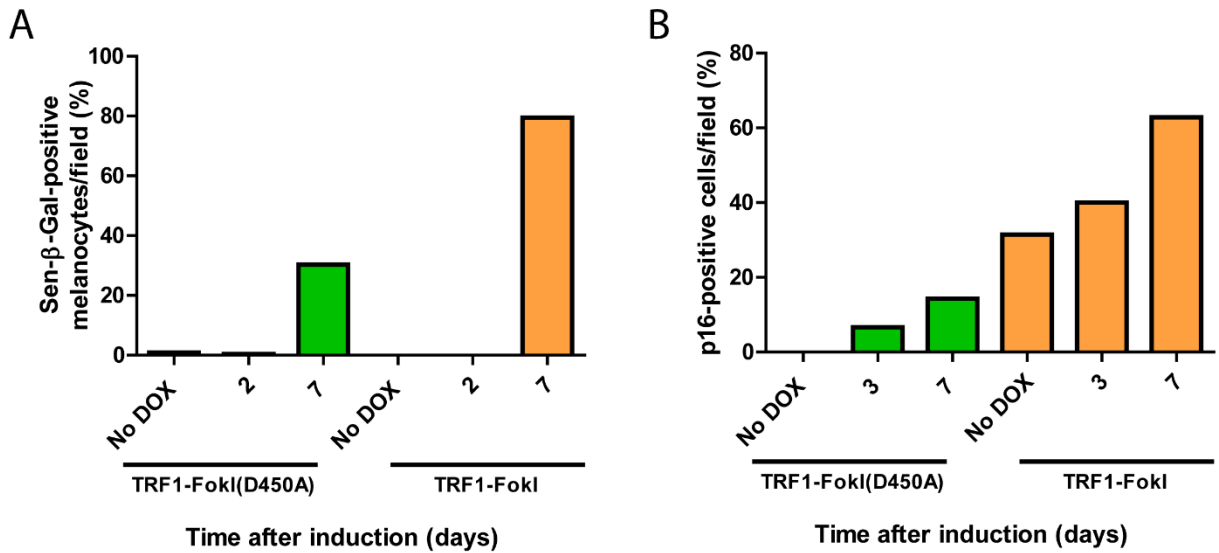 A
Sen-β-Gal-positive
melanocytes/field (%)
100
80
60
40
20
0
No DOX
2
7
No DOX
2
7
TRF1-FokI(D450A)
TRF1-FokI
Time after induction (days)
B
p16-positive cells/field (%)
80
60
40
20
0
No DOX
3
7
No DOX
3
7
TRF1-FokI(D450A)
TRF1-FokI
Time after induction (days)